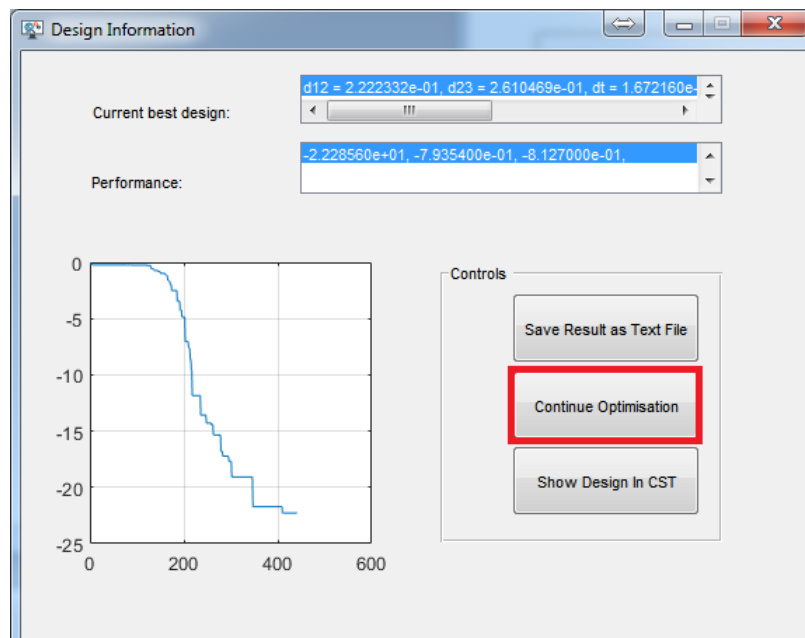 Design Information
Current best design:
d12 = 2.222332e-01, d23 = 2.610469e-01, dt = 1.672160e-
Performance:
-2.228560e+01, -7.935400e-01, -8.127000e-01,
0
-5
-10
-15
-20
-25
0 200 400 600
Controls
Save Result as Text File
Continue Optimisation
Show Design In CST